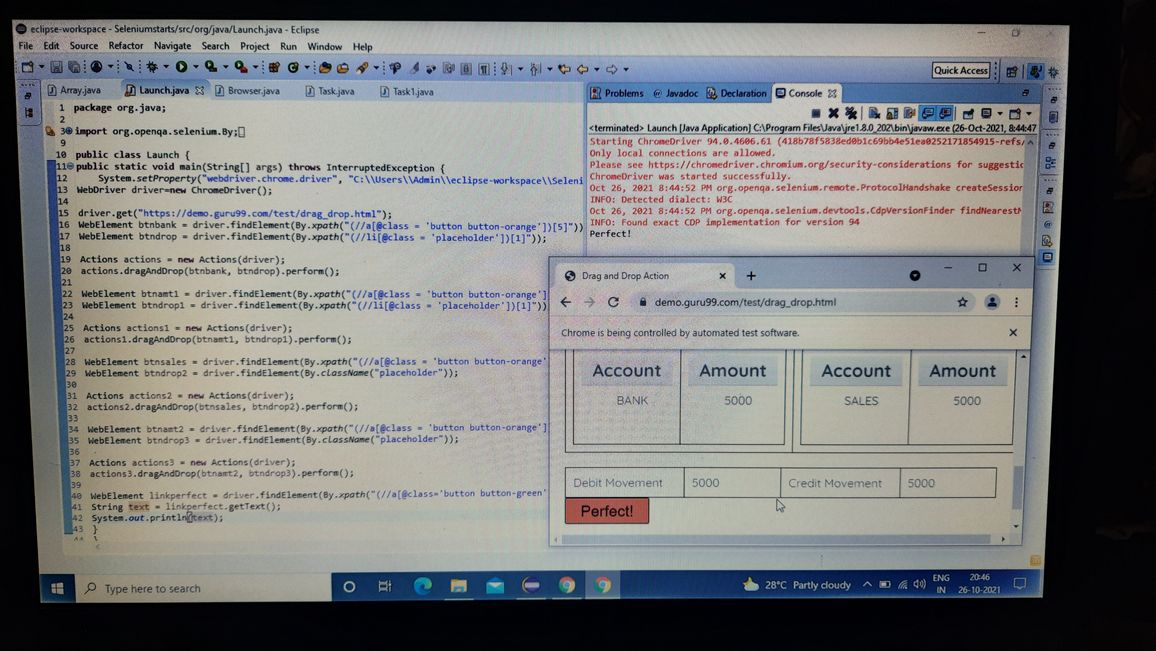 eclipse-workspace - Seleniumstarts/src/org/java/Launch.java - Eclipse
File Edit Source Refactor Navigate Search Project Run Window Help
Quick Access
Array.java Launch.java Browser.java Task.java Task1.java
1 package org.java;
2
3 import org.openqa.selenium.By;
9
10 public class Launch {
11 public static void main(String[] args) throws InterruptedException {
12 System.setProperty("webdriver.chrome.driver", "C:\\Users\\Admin\\eclipse-workspace\\Seleni
13 WebDriver driver=new ChromeDriver();
14
15 driver.get("https://demo.guru99.com/test/drag_drop.html");
16 WebElement btnbank = driver.findElement(By.xpath("(//a[@class = 'button button-orange'])[5]"))
17 WebElement btndrop = driver.findElement(By.xpath("(//li[@class = 'placeholder'])[1]"));
18
19 Actions actions = new Actions(driver);
20 actions.dragAndDrop(btnbank, btndrop).perform();
21
22 WebElement btnamt1 = driver.findElement(By.xpath("(//a[@class = 'button button-orange']
23 WebElement btndrop1 = driver.findElement(By.xpath("(//li[@class = 'placeholder'])[1]"))
24
25 Actions actions1 = new Actions(driver);
26 actions1.dragAndDrop(btnamt1, btndrop1).perform();
27
28 WebElement btnsales = driver.findElement(By.xpath("(//a[@class = 'button button-orange'
29 WebElement btndrop2 = driver.findElement(By.className("placeholder"));
30
31 Actions actions2 = new Actions(driver);
32 actions2.dragAndDrop(btnsales, btndrop2).perform();
33
34 WebElement btnamt2 = driver.findElement(By.xpath("(//a[@class = 'button button-orange']
35 WebElement btndrop3 = driver.findElement(By.className("placeholder"));
36
37 Actions actions3 = new Actions(driver);
38 actions3.dragAndDrop(btnamt2, btndrop3).perform();
39
40 WebElement linkperfect = driver.findElement(By.xpath("(//a[@class='button button-green'
41 String text = linkperfect.getText();
42 System.out.println(text);
43 }
44 }
Problems Javadoc Declaration Console
<terminated> Launch [Java Application] C:\Program Files\Java\jre1.8.0_202\bin\javaw.exe (26-Oct-2021, 8:44:47
Starting ChromeDriver 94.0.4606.61 (418b78f5838ed0b1c69bb4e51ea0252171854915-refs/
Only local connections are allowed.
Please see https://chromedriver.chromium.org/security-considerations for suggestio
ChromeDriver was started successfully.
Oct 26, 2021 8:44:52 PM org.openqa.selenium.remote.ProtocolHandshake createSession
INFO: Detected dialect: W3C
Oct 26, 2021 8:44:52 PM org.openqa.selenium.devtools.CdpVersionFinder findNearestM
INFO: Found exact CDP implementation for version 94
Perfect!
Drag and Drop Action
demo.guru99.com/test/drag_drop.html
Chrome is being controlled by automated test software.
Account Amount Account Amount
BANK 5000 SALES 5000
Debit Movement 5000 Credit Movement 5000
Perfect!
Type here to search
28°C Partly cloudy
ENG
IN
20:46
26-10-2021